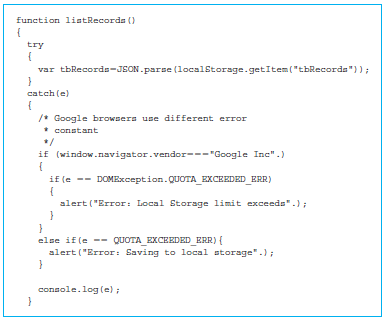 function listRecords()
{
try
{
var tbRecords=JSON.parse(localStorage.getItem("tbRecords"));
}
catch(e)
{
/* Google browsers use different error
* constant
*/
if (window.navigator.vendor==="Google Inc".)
{
if(e == DOMException.QUOTA_EXCEEDED_ERR)
{
alert("Error: Local Storage limit exceeds".);
}
}
else if(e == QUOTA_EXCEEDED_ERR){
alert("Error: Saving to local storage".);
}
console.log(e);
}